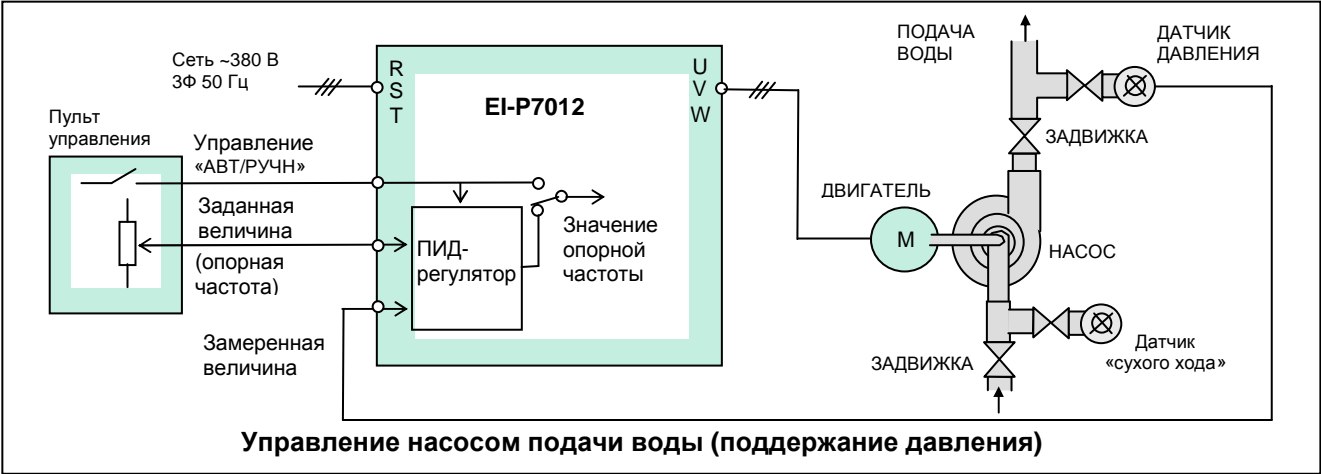 Сеть ~380 В
3Ф 50 Гц
R
S
T
EI-P7012
U
V
W
ПОДАЧА
ВОДЫ
ДАТЧИК
ДАВЛЕНИЯ
Пульт
управления
Управление
«АВТ/РУЧН»
ЗАДВИЖКА
Заданная
величина
(опорная
частота)
ПИД-
регулятор
Значение
опорной
частоты
ДВИГАТЕЛЬ
М
НАСОС
Замеренная
величина
ЗАДВИЖКА
Датчик
«сухого хода»
Управление насосом подачи воды (поддержание давления)